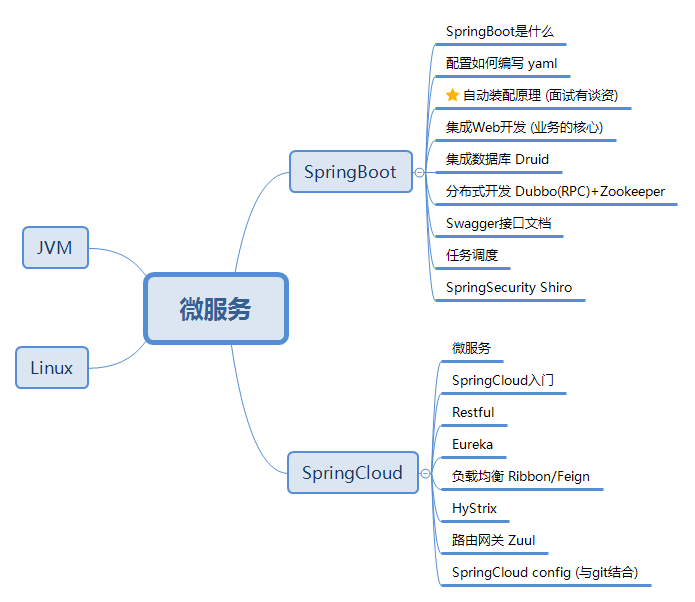 微服务
JVM
Linux
SpringBoot
SpringBoot是什么
配置如何编写 yaml
自动装配原理 (面试有谈资)
集成Web开发 (业务的核心)
集成数据库 Druid
分布式开发 Dubbo(RPC)+Zookeeper
Swagger接口文档
任务调度
SpringSecurity Shiro
SpringCloud
微服务
SpringCloud入门
Restful
Eureka
负载均衡 Ribbon/Feign
HyStrix
路由网关 Zuul
SpringCloud config (与git结合)